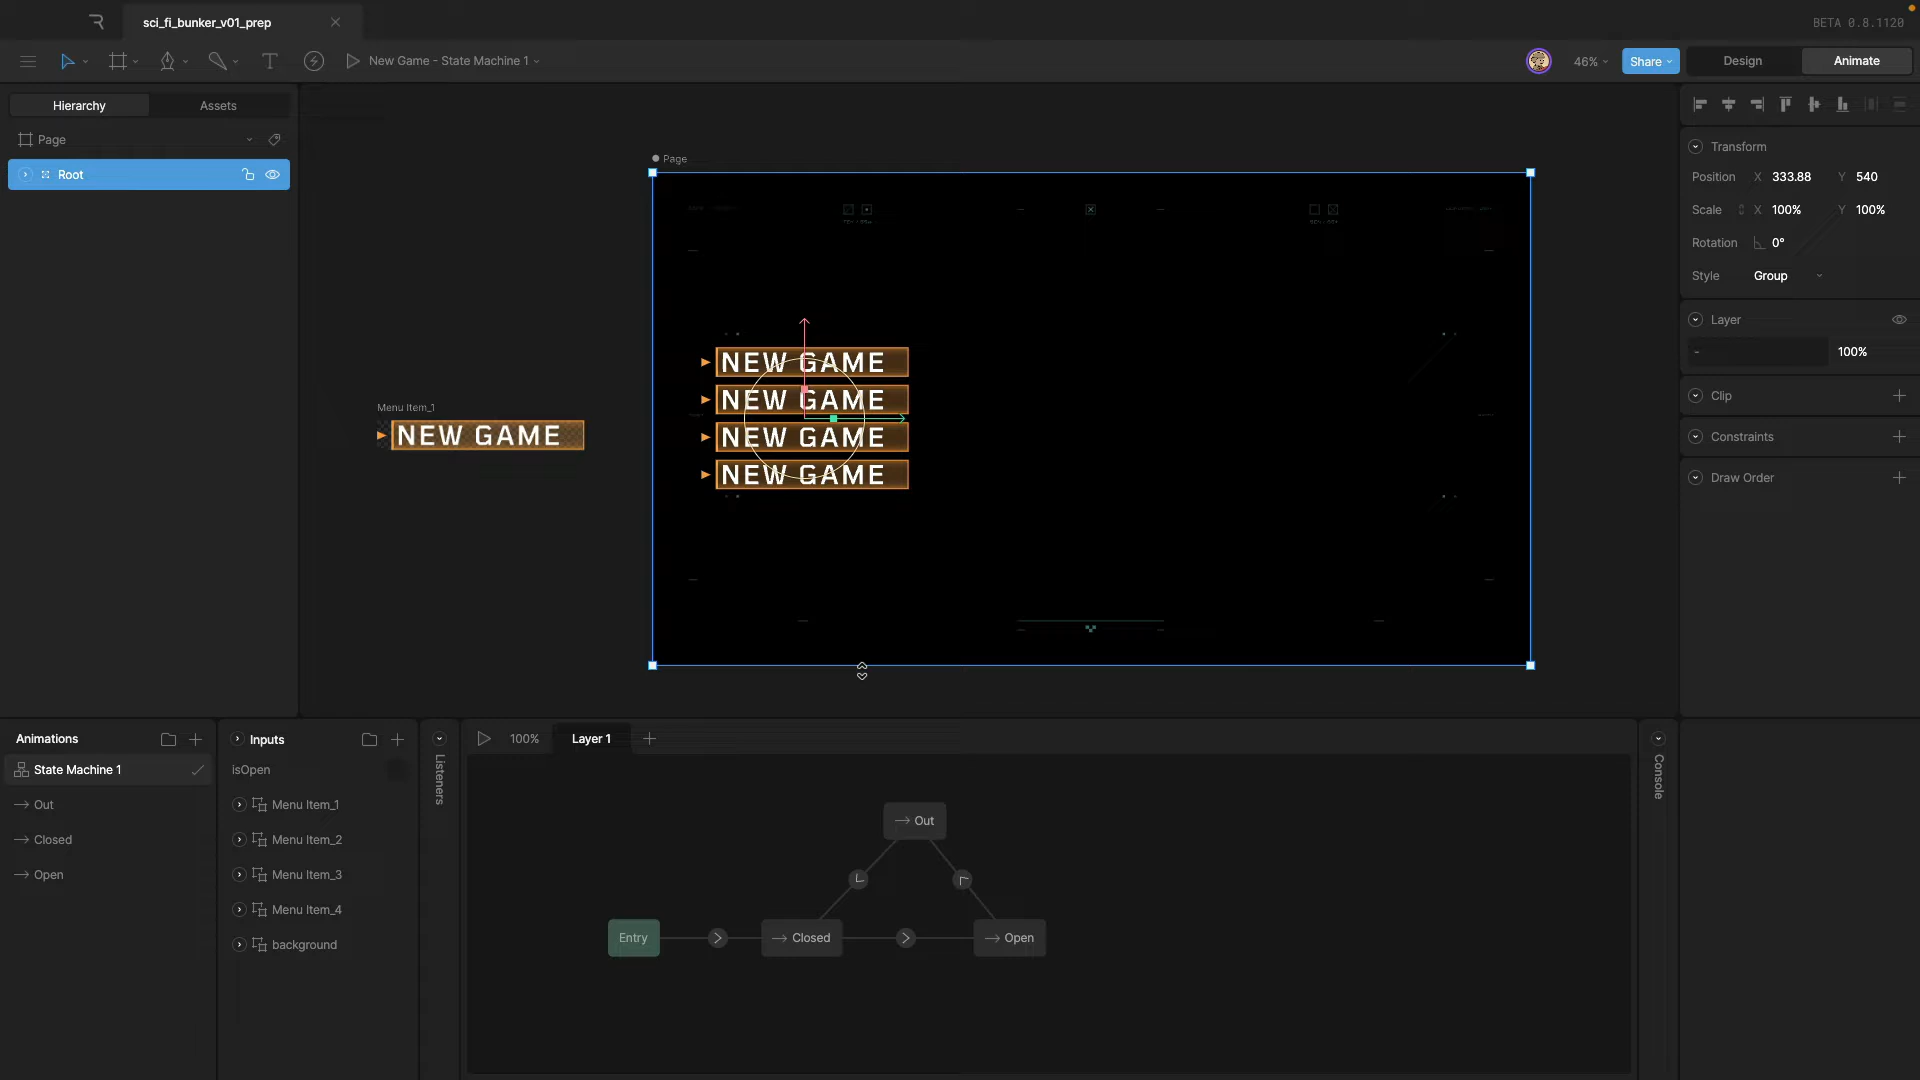 sci_fi_bunker_v01_prep
BETA 0.8.1120
New Game - State Machine 1
46%
Share
Design
Animate
Hierarchy
Assets
Page
Root
Page
NEW GAME
NEW GAME
NEW GAME
NEW GAME
Menu Item_1
NEW GAME
Transform
Position X 333.88 Y 540
Scale X 100% Y 100%
Rotation 0°
Style Group
Layer
- 100%
Clip
Constraints
Draw Order
Animations
State Machine 1
Out
Closed
Open
Inputs
isOpen
Menu Item_1
Menu Item_2
Menu Item_3
Menu Item_4
background
Listeners
100%
Layer 1
Out
Entry
Closed
Open
Console